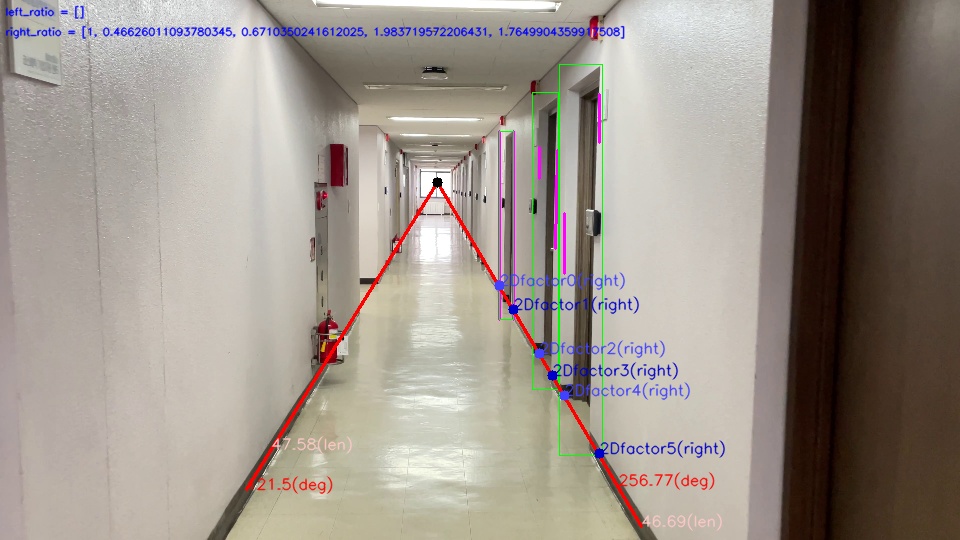 left_ratio = []
right_ratio = [1, 0.46626011093780345, 0.6710350241612025, 1.983719572206431, 1.7649904359917508]
2Dfactor0(right)
2Dfactor1(right)
2Dfactor2(right)
2Dfactor3(right)
2Dfactor4(right)
47.58(len)
2Dfactor5(right)
21.5(deg)
256.77(deg)
46.69(len)